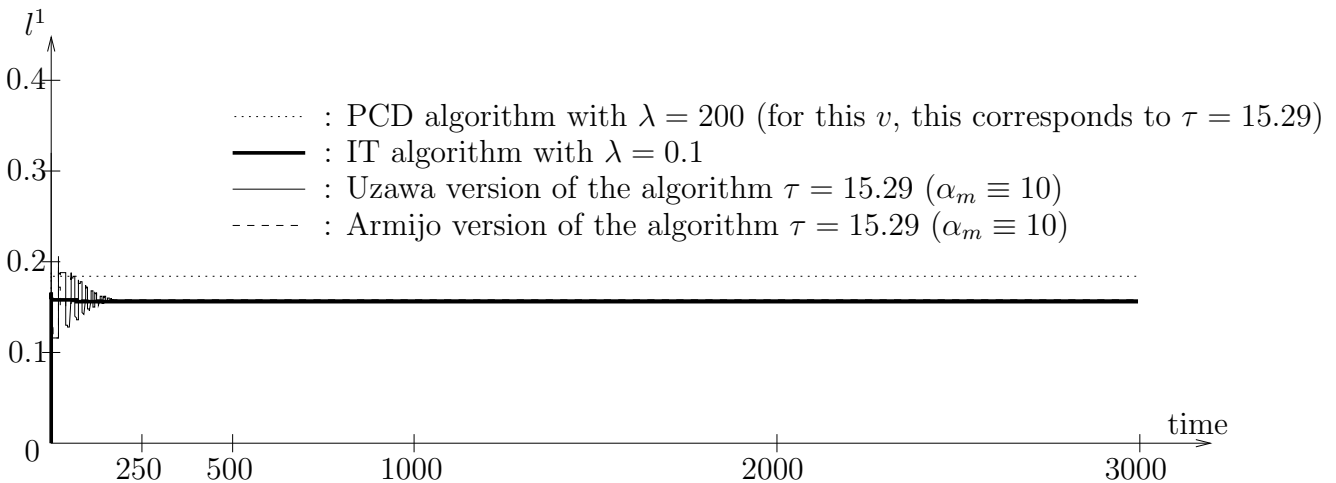 l¹
0.4
: PCD algorithm with λ = 200 (for this v, this corresponds to τ = 15.29)
: IT algorithm with λ = 0.1
0.3
: Uzawa version of the algorithm τ = 15.29 (αₘ ≡ 10)
: Armijo version of the algorithm τ = 15.29 (αₘ ≡ 10)
0.2
0.1
time
0
250 500 1000 2000 3000